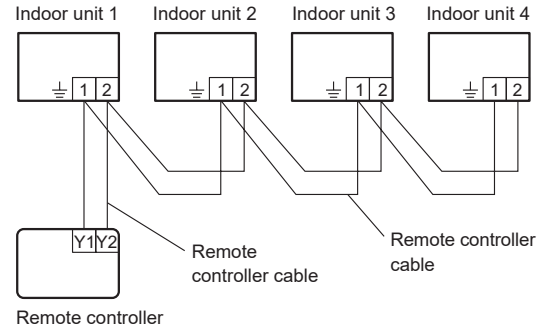 Indoor unit 1 Indoor unit 2 Indoor unit 3 Indoor unit 4
1 2 1 2 1 2 1 2
Y1 Y2
Remote
controller cable
Remote controller
cable
Remote controller